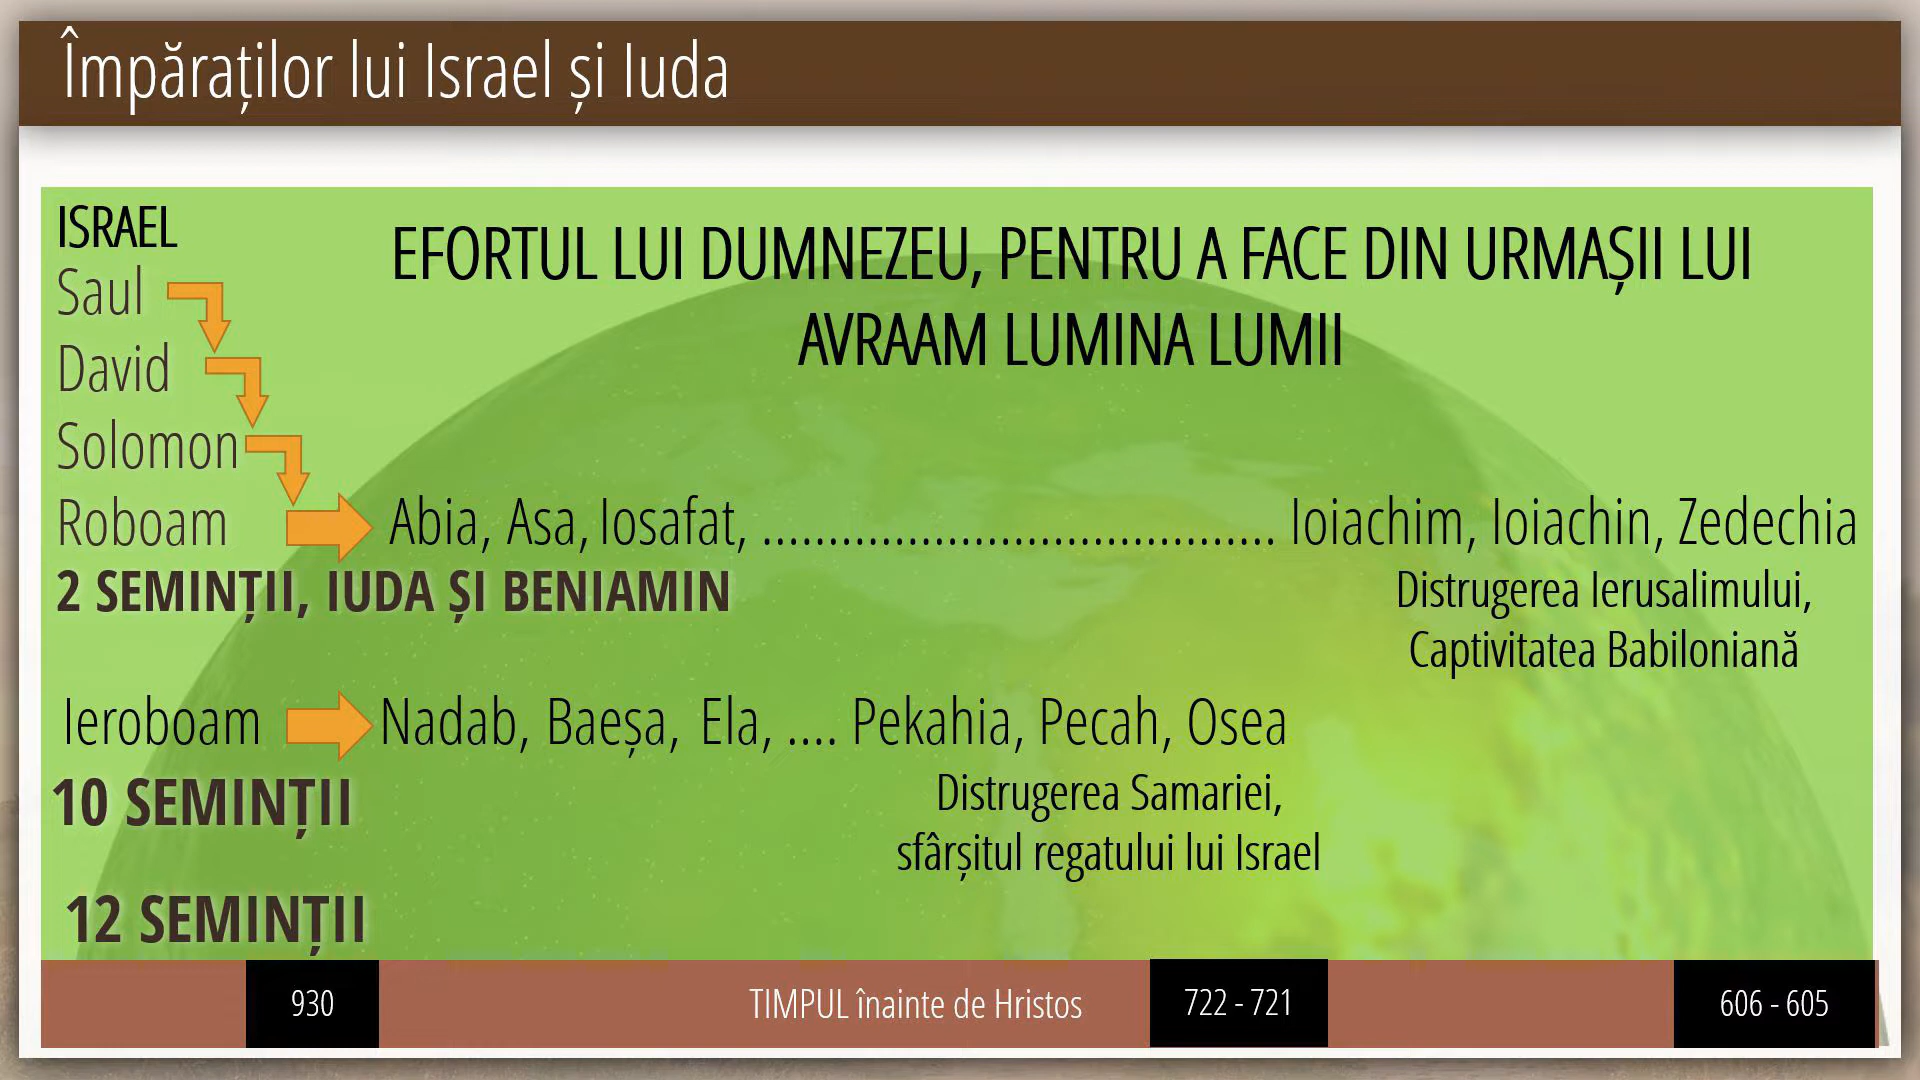 Împăraților lui Israel și Iuda
ISRAEL
EFORTUL LUI DUMNEZEU, PENTRU A FACE DIN URMAȘII LUI
AVRAAM LUMINA LUMII
Saul
David
Solomon
Roboam
Abia, Asa, Iosafat, ....................................... Ioiachim, Ioiachin, Zedechia
2 SEMINȚII, IUDA ȘI BENIAMIN
Distrugerea Ierusalimului,
Captivitatea Babiloniană
Ieroboam
Nadab, Baeșa, Ela, .... Pekahia, Pecah, Osea
10 SEMINȚII
Distrugerea Samariei,
sfârșitul regatului lui Israel
12 SEMINȚII
930
TIMPUL înainte de Hristos
722 - 721
606 - 605